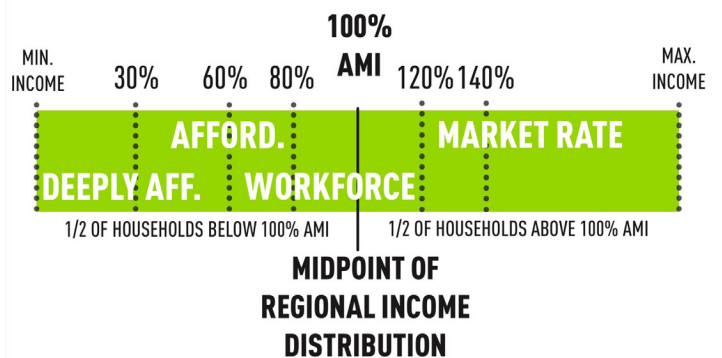 100%
AMI
MIN.
INCOME
30%
60%
80%
120%
140%
MAX.
INCOME
AFFORD.
MARKET RATE
DEEPLY AFF.
WORKFORCE
1/2 OF HOUSEHOLDS BELOW 100% AMI
1/2 OF HOUSEHOLDS ABOVE 100% AMI
MIDPOINT OF
REGIONAL INCOME
DISTRIBUTION